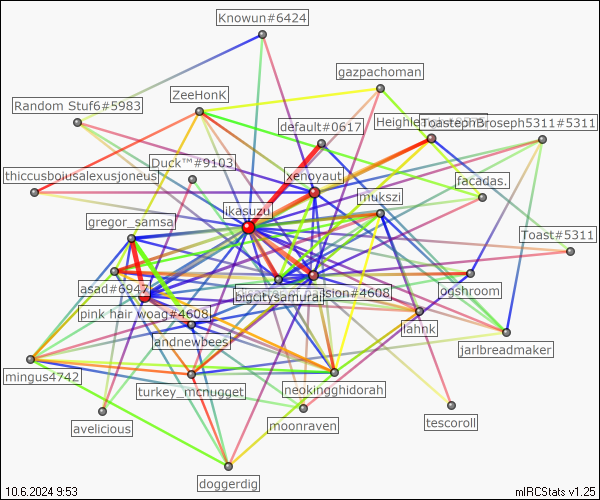 Knowun#6424
gazpachoman
ZeeHonK
Random Stuf6#5983
default#0617
Heighle
TophstephBroseph5311#5311
Duck™#9103
xenoyaut
thiccusboiusalexusjoneus
facadas.
mukszi
ikasuzu
gregor_samsa
Toast#5311
asad#6947
ogshroom
bigcitysamurai
sion#4608
pink hair woag#4608
lahnk
andnewbees
jarlbreadmaker
mingus4742
turkey_mcnugget
neokingghidorah
avelicious
moonraven
tescoroll
doggerdig
10.6.2024 9:53
mIRCStats v1.25